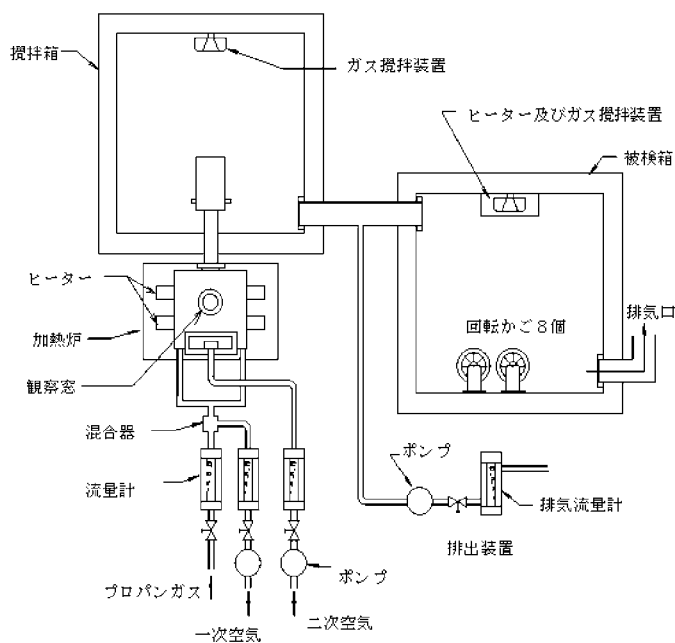 攪拌箱
ガス攪拌装置
ヒーター及びガス攪拌装置
被検箱
ヒーター
加熱炉
観察窓
混合器
流量計
プロパンガス
一次空気
二次空気
ポンプ
回転かご８個
排気口
ポンプ
排気流量計
排出装置